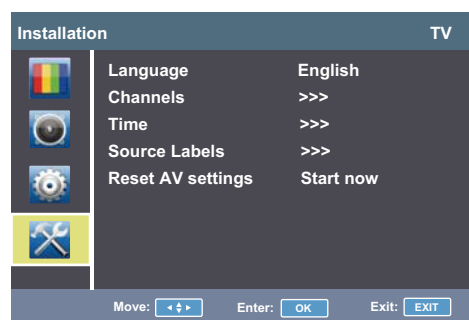 Installation TV
Language English
Channels >>>
Time >>>
Source Labels >>>
Reset AV settings Start now
Move: Enter: OK Exit: EXIT